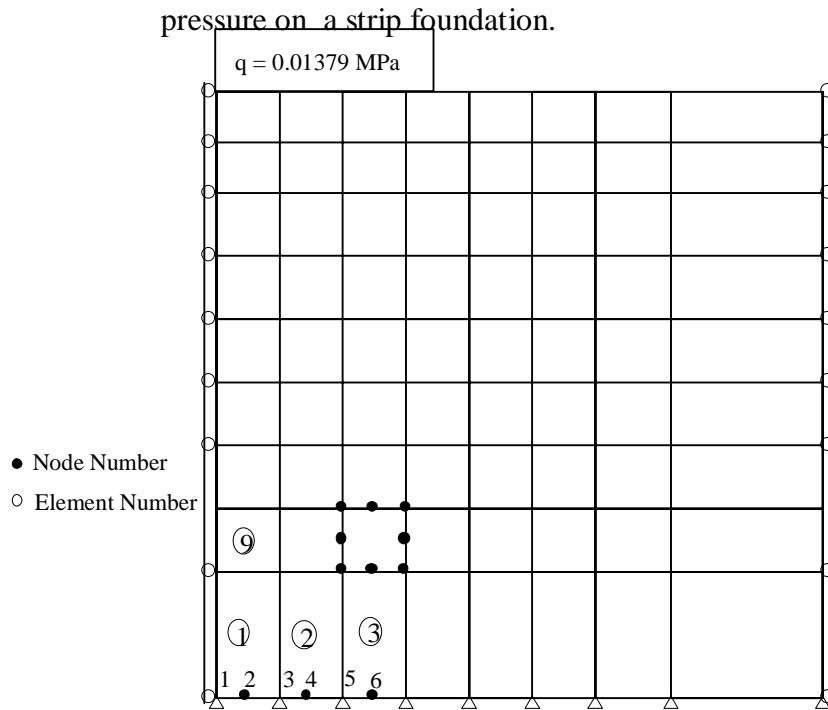 pressure on a strip foundation.
q = 0.01379 MPa
Node Number
Element Number
9
1 2 3
1 2 3 4 5 6